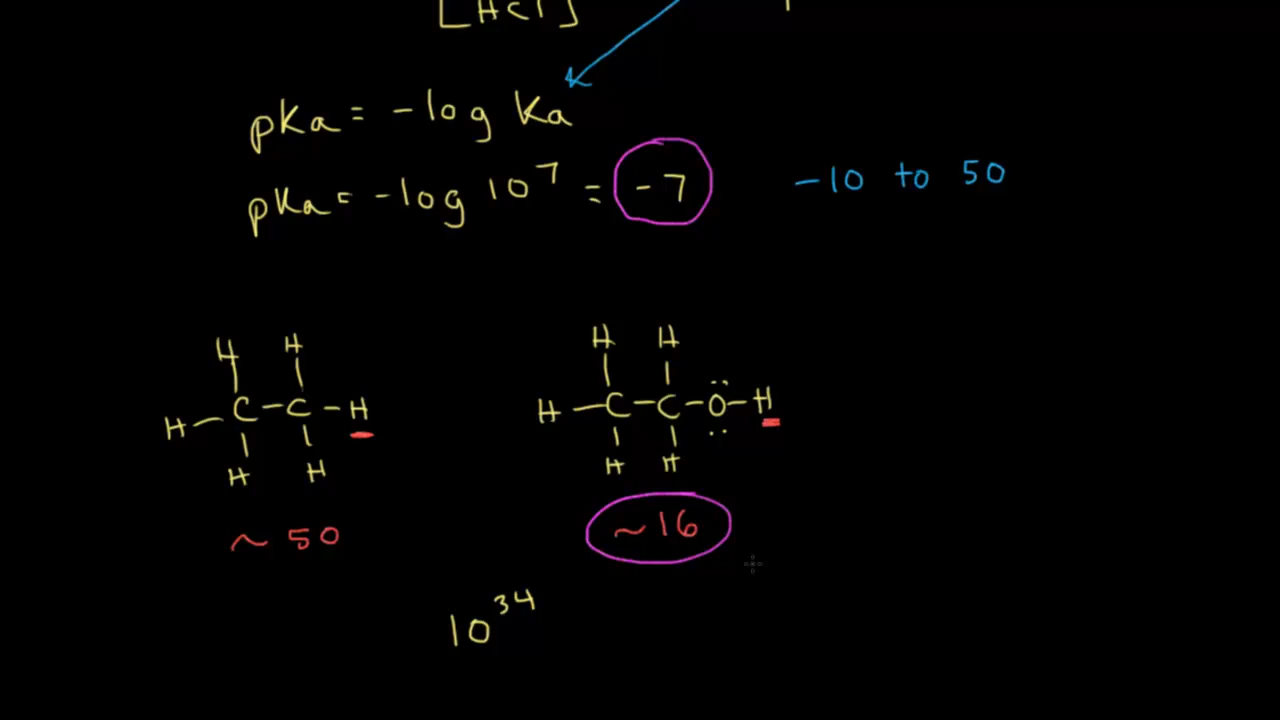 [HCl]
pKa = -log Ka
pKa = -log 10⁷ = -7 -10 to 50
H H H H
H-C-C-H H-C-C-Ö-H
H H H H
~ 50 ~16
10³⁴